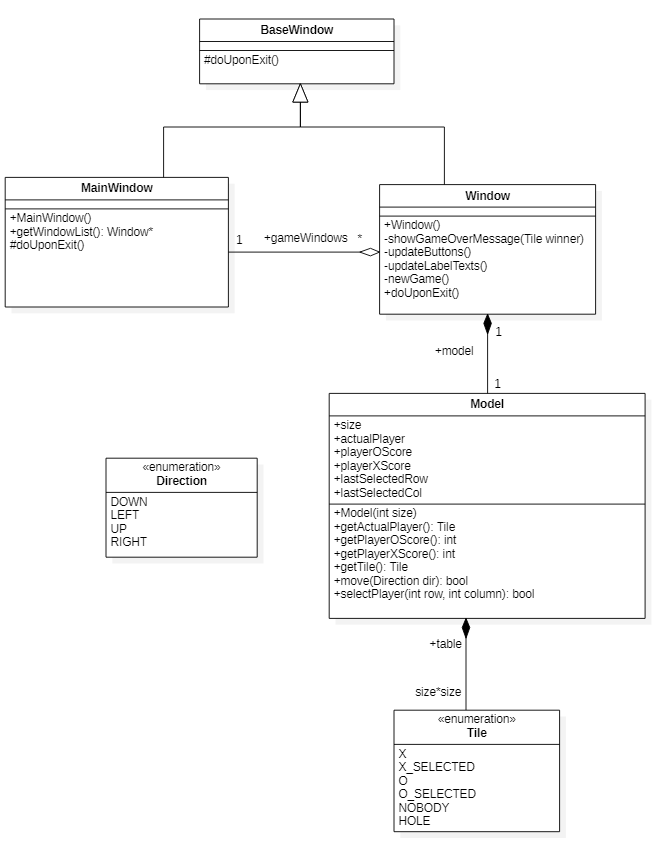 BaseWindow
#doUponExit()
MainWindow
+MainWindow()
+getWindowList(): Window*
#doUponExit()
1
+gameWindows
*
Window
+Window()
-showGameOverMessage(Tile winner)
-updateButtons()
-updateLabelTexts()
-newGame()
+doUponExit()
1
+model
1
Model
+size
+actualPlayer
+playerOScore
+playerXScore
+lastSelectedRow
+lastSelectedCol
+Model(int size)
+getActualPlayer(): Tile
+getPlayerOScore(): int
+getPlayerXScore(): int
+getTile(): Tile
+move(Direction dir): bool
+selectPlayer(int row, int column): bool
«enumeration»
Direction
DOWN
LEFT
UP
RIGHT
+table
size*size
«enumeration»
Tile
X
X_SELECTED
O
O_SELECTED
NOBODY
HOLE